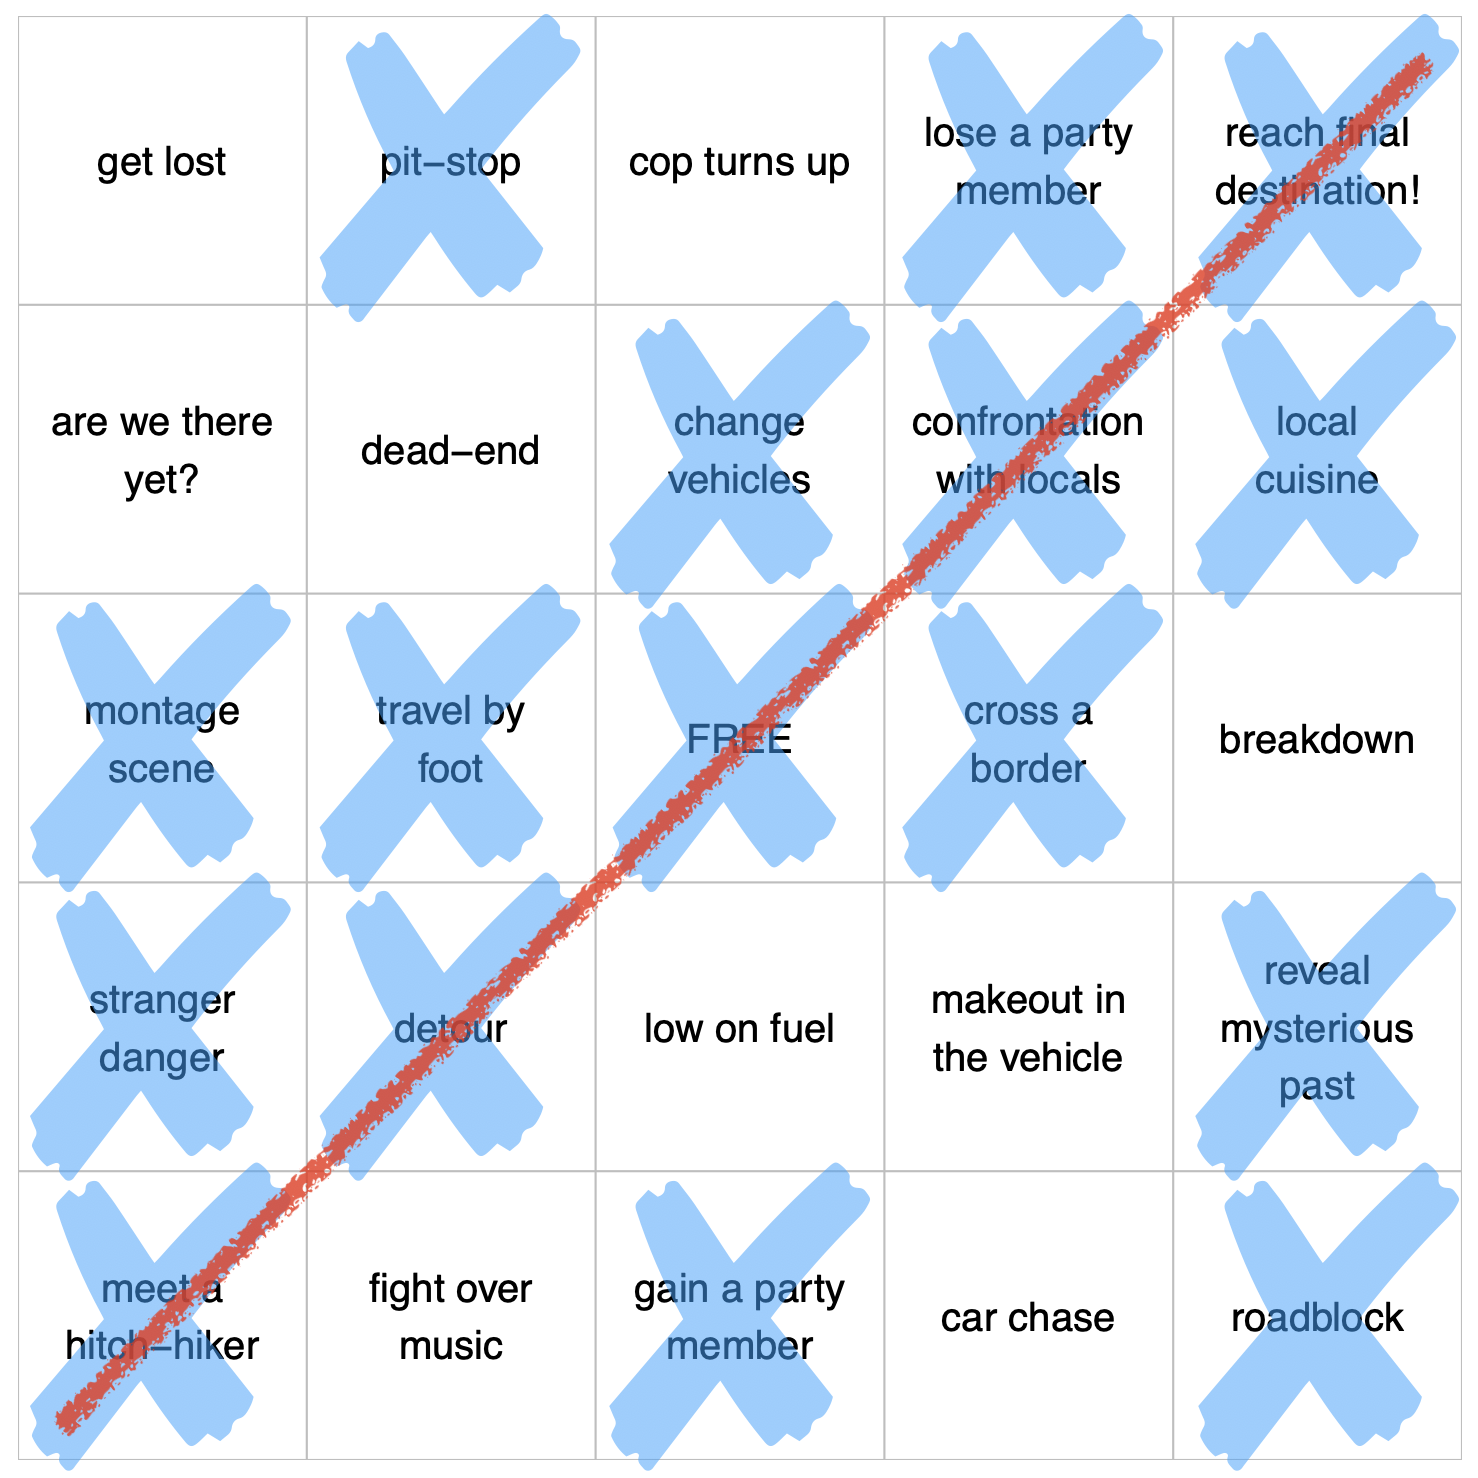 get lost
pit–stop
cop turns up
lose a party
member
reach final
destination!
are we there
yet?
dead–end
change
vehicles
confrontation
with locals
local
cuisine
montage
scene
travel by
foot
FREE
cross a
border
breakdown
stranger
danger
detour
low on fuel
makeout in
the vehicle
reveal
mysterious
past
meet a
hitch–hiker
fight over
music
gain a party
member
car chase
roadblock